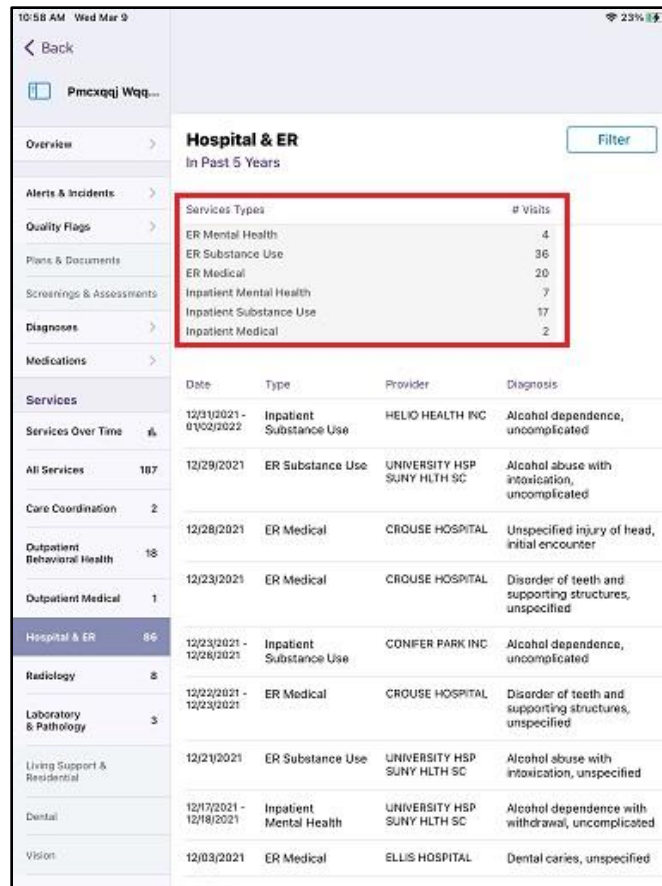 10:58 AM Wed Mar 9
23%
Back
Pmcxqqj Wqq...
Overview
Alerts & Incidents
Quality Flags
Plans & Documents
Screenings & Assessments
Diagnoses
Medications
Services
Services Over Time
All Services 187
Care Coordination 2
Outpatient
Behavioral Health 18
Outpatient Medical 1
Hospital & ER 86
Radiology 8
Laboratory
& Pathology 3
Living Support &
Residential
Dental
Vision
Hospital & ER
In Past 5 Years
Filter
Services Types # Visits
ER Mental Health 4
ER Substance Use 36
ER Medical 20
Inpatient Mental Health 7
Inpatient Substance Use 17
Inpatient Medical 2
Date Type Provider Diagnosis
12/31/2021 - Inpatient HELIO HEALTH INC Alcohol dependence,
01/02/2022 Substance Use uncomplicated
12/29/2021 ER Substance Use UNIVERSITY HSP Alcohol abuse with
SUNY HLTH SC intoxication,
uncomplicated
12/28/2021 ER Medical CROUSE HOSPITAL Unspecified injury of head,
initial encounter
12/23/2021 ER Medical CROUSE HOSPITAL Disorder of teeth and
supporting structures,
unspecified
12/23/2021 - Inpatient CONIFER PARK INC Alcohol dependence,
12/28/2021 Substance Use uncomplicated
12/22/2021 - ER Medical CROUSE HOSPITAL Disorder of teeth and
12/23/2021 supporting structures,
unspecified
12/21/2021 ER Substance Use UNIVERSITY HSP Alcohol abuse with
SUNY HLTH SC intoxication, unspecified
12/17/2021 - Inpatient UNIVERSITY HSP Alcohol dependence with
12/18/2021 Mental Health SUNY HLTH SC withdrawal, uncomplicated
12/03/2021 ER Medical ELLIS HOSPITAL Dental caries, unspecified